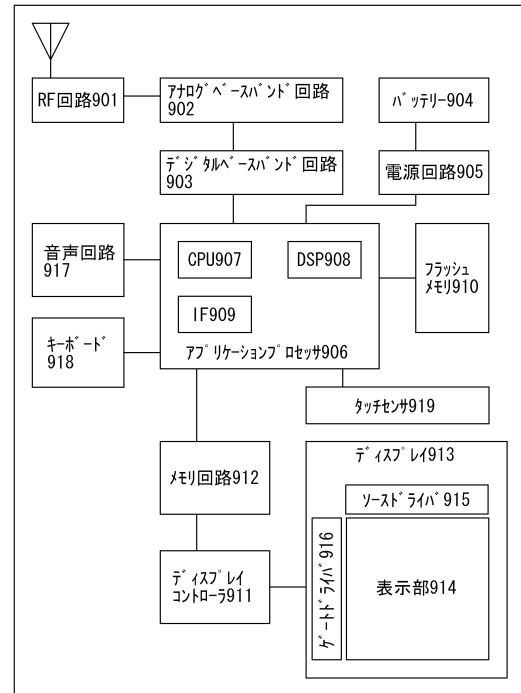 RF回路901
ｱﾅﾛｸﾞﾍﾞｰｽﾊﾞﾝﾄﾞ回路
902
ﾊﾞｯﾃﾘｰ904
ﾃﾞｼﾞﾀﾙﾍﾞｰｽﾊﾞﾝﾄﾞ回路
903
電源回路905
音声回路
917
CPU907
DSP908
ﾌﾗｯｼｭ
ﾒﾓﾘ910
IF909
ｷｰﾎﾞｰﾄﾞ
918
ｱﾌﾟﾘｹｰｼｮﾝﾌﾟﾛｾｯｻ906
ﾀｯﾁｾﾝｻ919
ﾒﾓﾘ回路912
ﾃﾞｨｽﾌﾟﾚｲ913
ｿｰｽﾄﾞﾗｲﾊﾞ915
ｹﾞｰﾄﾄﾞﾗｲﾊﾞ916
表示部914
ﾃﾞｨｽﾌﾟﾚｲ
ｺﾝﾄﾛｰﾗ911